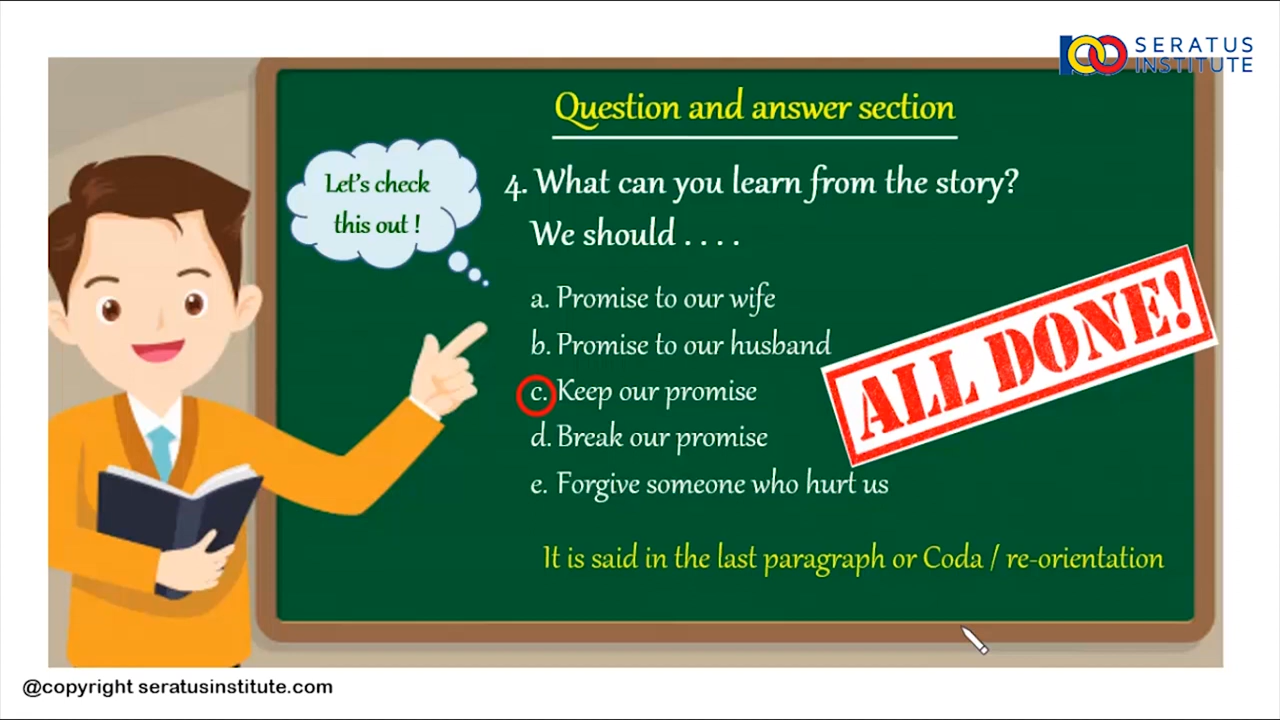 SERATUS
INSTITUTE
Question and answer section
Let's check
this out !
4. What can you learn from the story?
We should . . . .
a. Promise to our wife
b. Promise to our husband
c. Keep our promise
d. Break our promise
e. Forgive someone who hurt us
ALL DONE!
It is said in the last paragraph or Coda / re-orientation
@copyright seratusinstitute.com